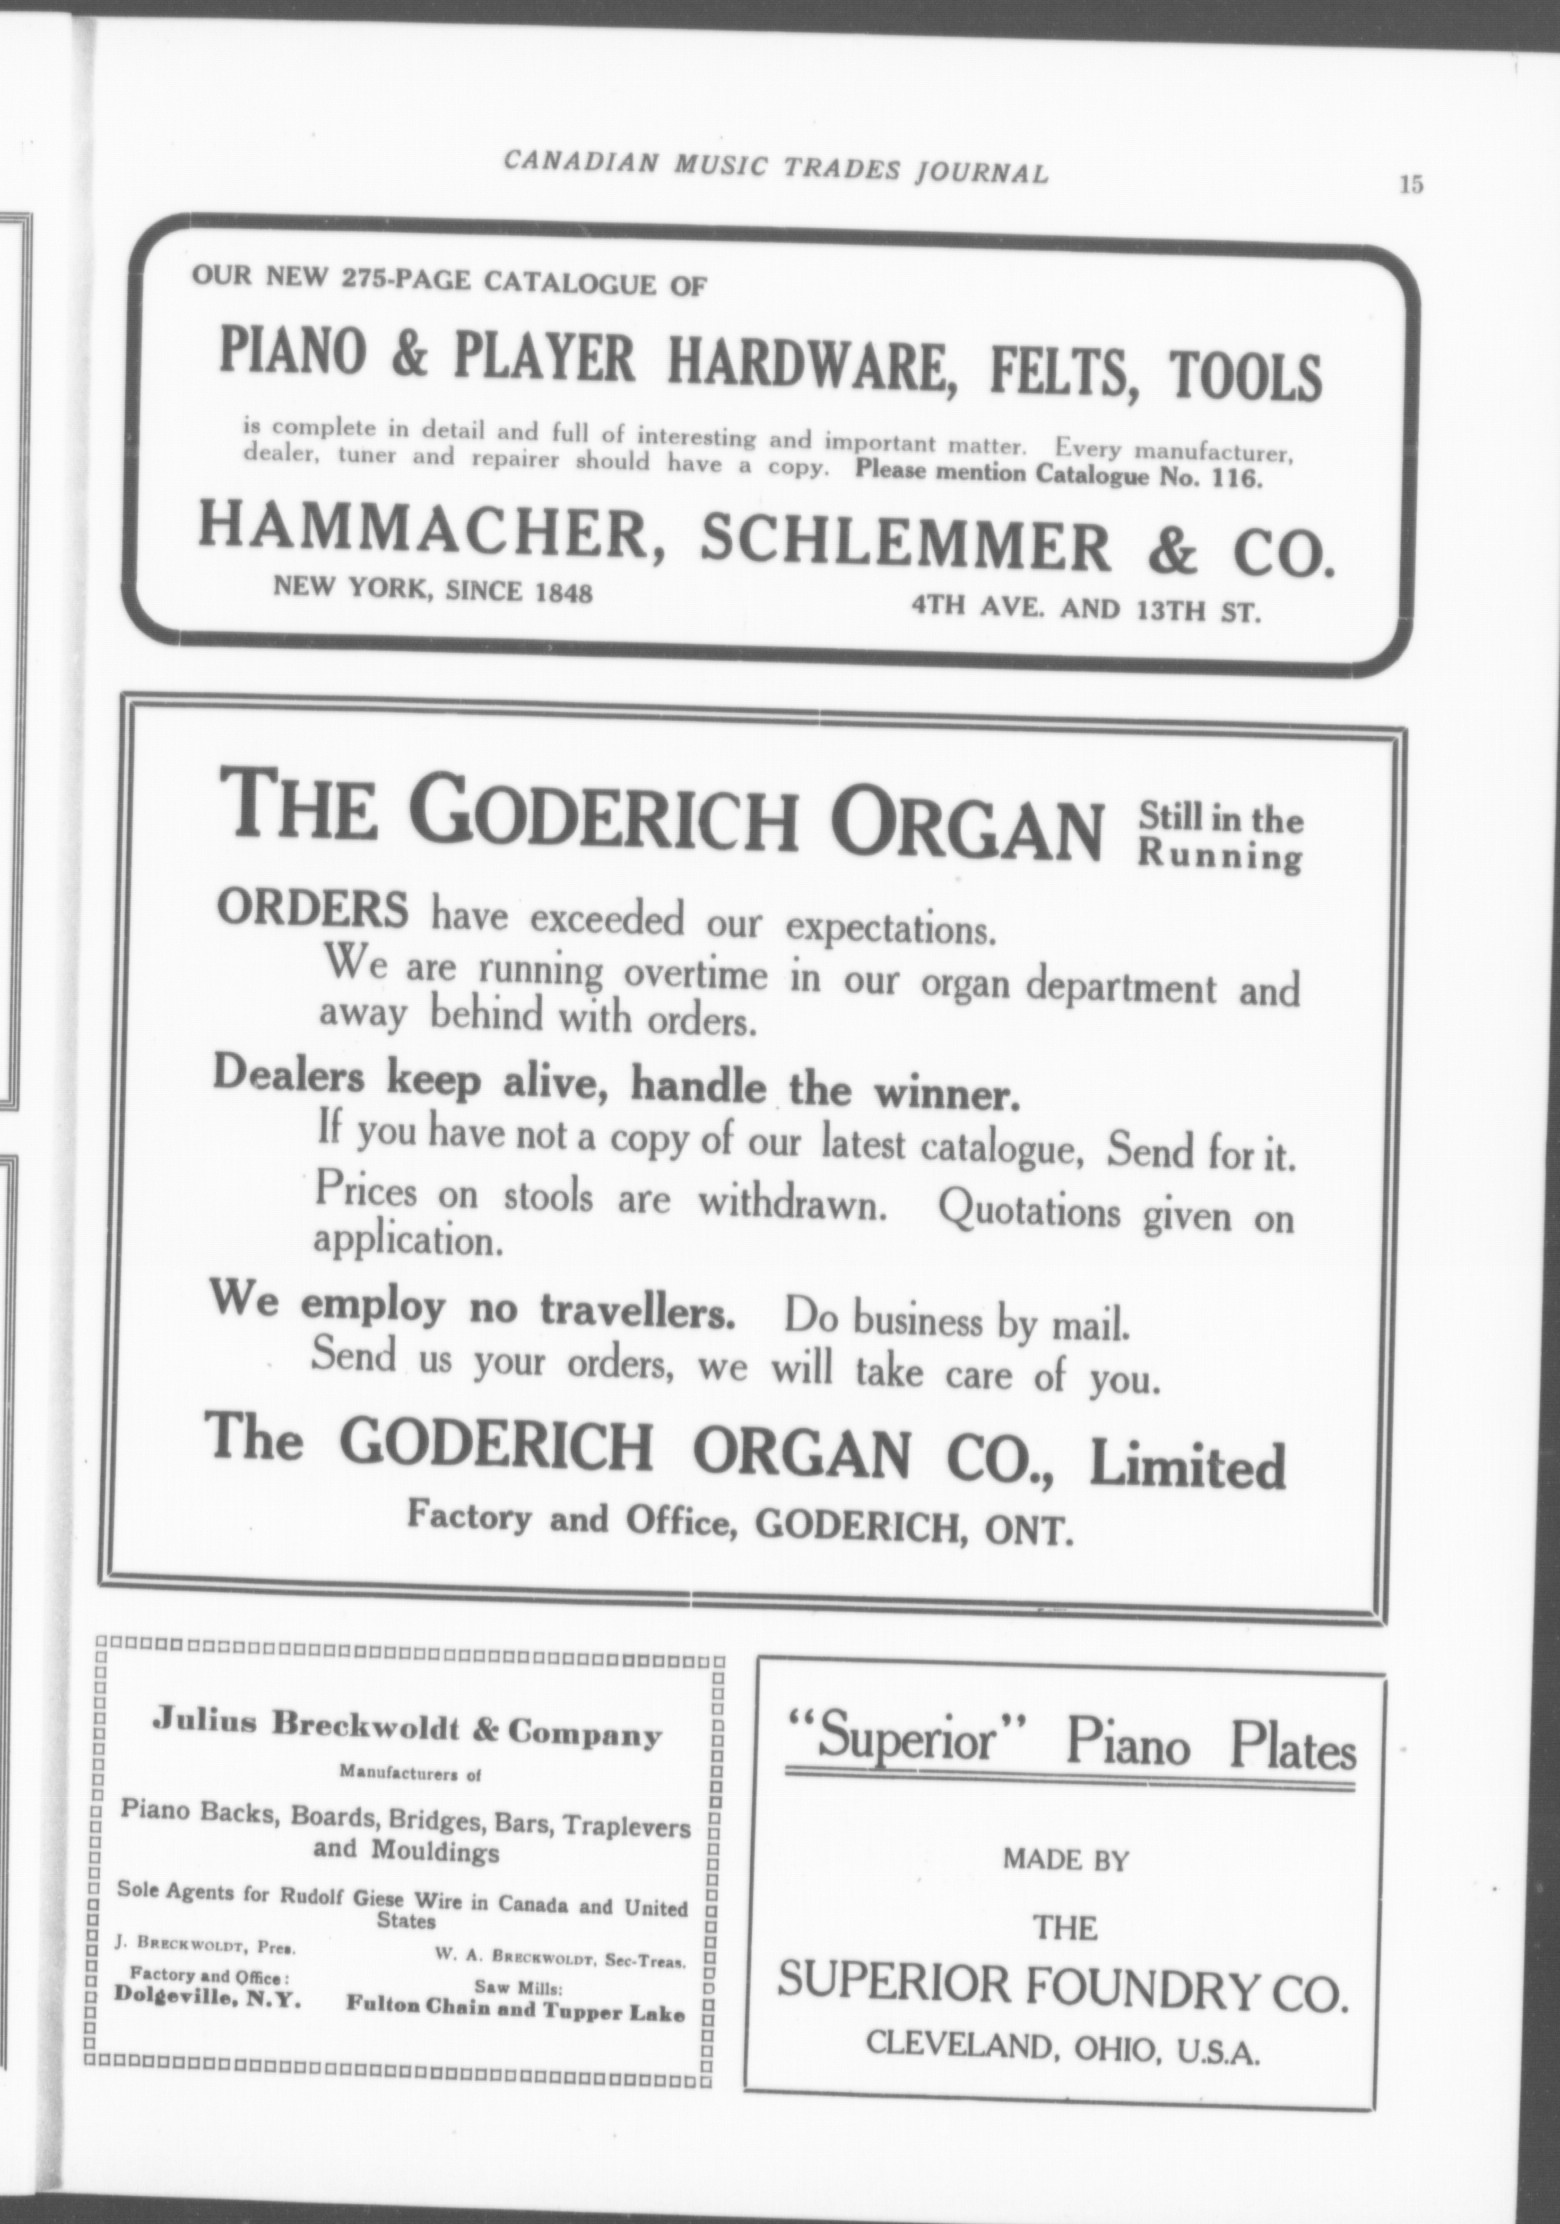 CANADIAN MUSIC TRADES JOURNAL
15
OUR NEW 275-PAGE CATALOGUE OF
PIANO & PLAYER HARDWARE, FELTS, TOOLS
is complete in detail and full of interesting and important matter. Every manufacturer,
dealer, tuner and repairer should have a copy. Please mention Catalogue No. 116.
HAMMACHER, SCHLEMMER & CO.
NEW YORK, SINCE 1848
4TH AVE. AND 13TH ST.
THE GODERICH ORGAN Still in the
Running
ORDERS have exceeded our expectations.
We are running overtime in our organ department and
away behind with orders.
Dealers keep alive, handle the winner.
If you have not a copy of our latest catalogue, Send for it.
Prices on stools are withdrawn. Quotations given on
application.
We employ no travellers. Do business by mail.
Send us your orders, we will take care of you.
The GODERICH ORGAN CO., Limited
Factory and Office, GODERICH, ONT.
Julius Breckwoldt & Company
Manufacturers of
Piano Backs, Boards, Bridges, Bars, Traplevers
and Mouldings
Sole Agents for Rudolf Giese Wire in Canada and United
States
J. BRECKWOLDT, Pres.
W. A. BRECKWOLDT, Sec-Treas.
Factory and Office:
Dolgeville, N.Y.
Saw Mills:
Fulton Chain and Tupper Lake
"Superior" Piano Plates
MADE BY
THE
SUPERIOR FOUNDRY CO.
CLEVELAND, OHIO, U.S.A.